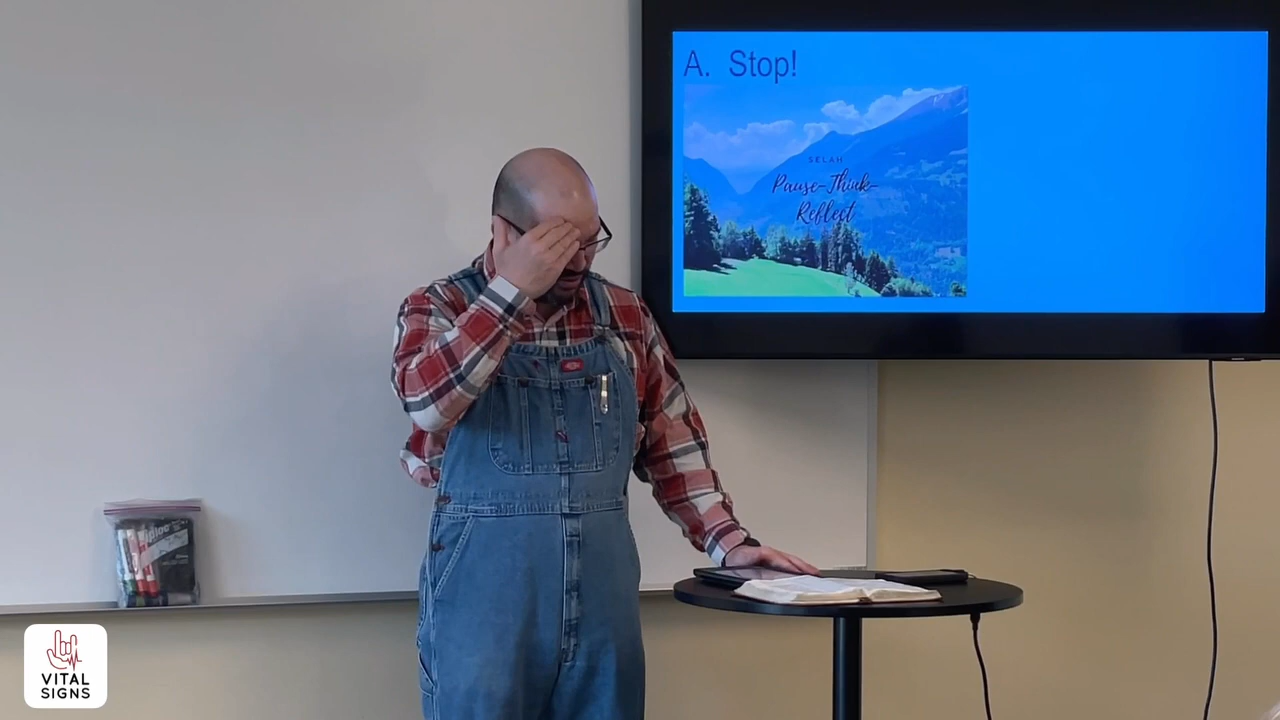 A. Stop!
SELAH
Pause-Think-
Reflect
VITAL
SIGNS